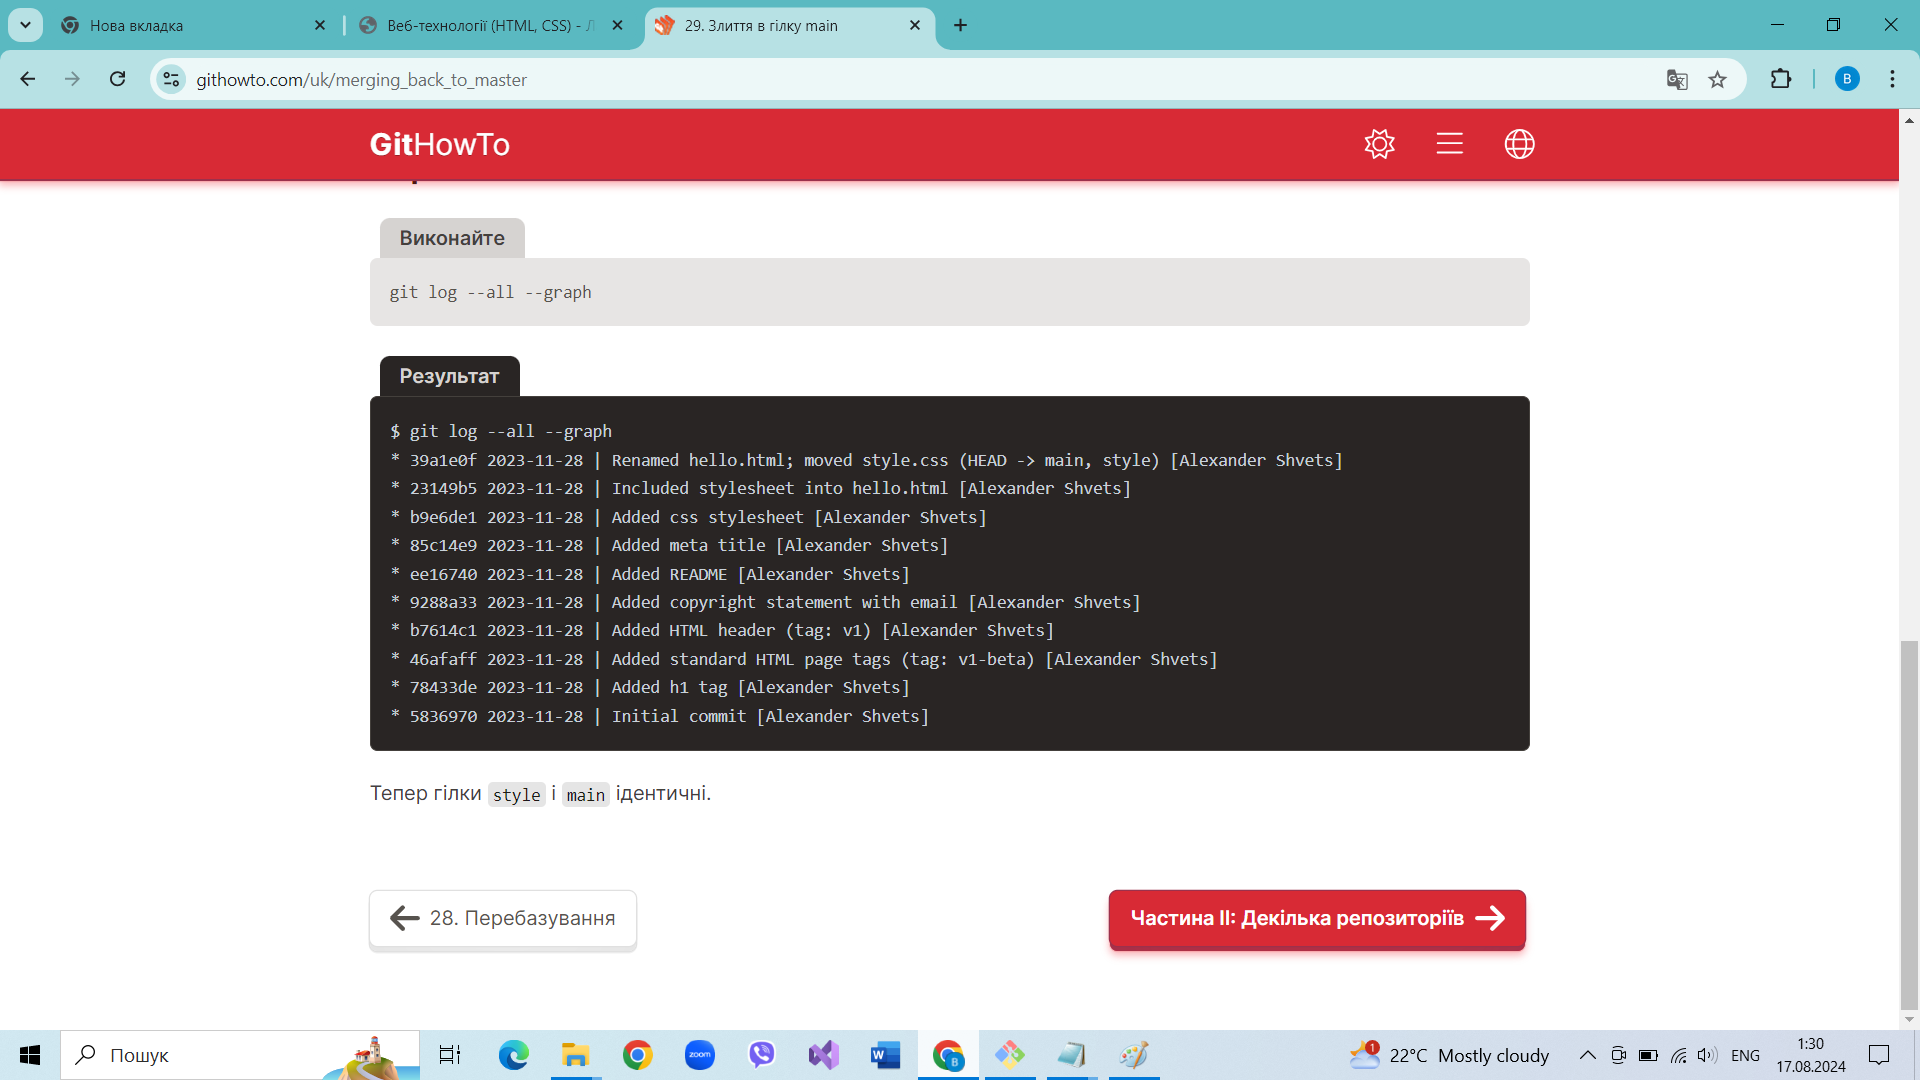 Нова вкладка
Веб-технології (HTML, CSS) -
29. Злиття в гілку main
githowto.com/uk/merging_back_to_master
B
GitHowTo
Виконайте
git log --all --graph
Результат
$ git log --all --graph
* 39a1e0f 2023-11-28 | Renamed hello.html; moved style.css (HEAD -> main, style) [Alexander Shvets]
* 23149b5 2023-11-28 | Included stylesheet into hello.html [Alexander Shvets]
* b9e6de1 2023-11-28 | Added css stylesheet [Alexander Shvets]
* 85c14e9 2023-11-28 | Added meta title [Alexander Shvets]
* ee16740 2023-11-28 | Added README [Alexander Shvets]
* 9288a33 2023-11-28 | Added copyright statement with email [Alexander Shvets]
* b7614c1 2023-11-28 | Added HTML header (tag: v1) [Alexander Shvets]
* 46afaff 2023-11-28 | Added standard HTML page tags (tag: v1-beta) [Alexander Shvets]
* 78433de 2023-11-28 | Added h1 tag [Alexander Shvets]
* 5836970 2023-11-28 | Initial commit [Alexander Shvets]
Тепер гілки style і main ідентичні.
28. Перебазування
Частина II: Декілька репозиторіїв
Пошук
zoom
W
B
1
22°C Mostly cloudy
ENG
1:30
17.08.2024